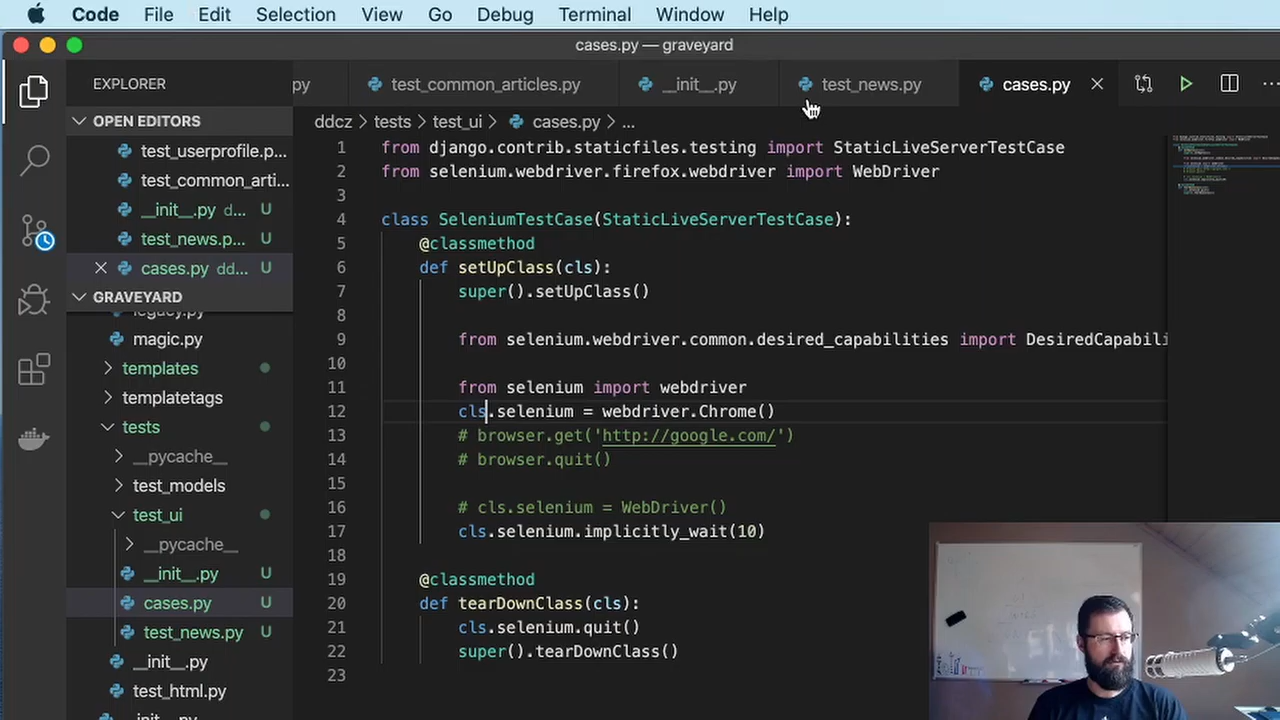 Code File Edit Selection View Go Debug Terminal Window Help
cases.py — graveyard
EXPLORER
OPEN EDITORS
test_userprofile.p...
test_common_arti...
__init__.py d... U
test_news.p... U
cases.py dd... U
GRAVEYARD
legacy.py
magic.py
templates
templatetags
tests
__pycache__
test_models
test_ui
__pycache__
__init__.py U
cases.py U
test_news.py U
__init__.py
test_html.py
__init__.py
py test_common_articles.py __init__.py test_news.py cases.py
ddcz > tests > test_ui > cases.py > ...
1 from django.contrib.staticfiles.testing import StaticLiveServerTestCase
2 from selenium.webdriver.firefox.webdriver import WebDriver
3
4 class SeleniumTestCase(StaticLiveServerTestCase):
5 @classmethod
6 def setUpClass(cls):
7 super().setUpClass()
8
9 from selenium.webdriver.common.desired_capabilities import DesiredCapabili
10
11 from selenium import webdriver
12 cls.selenium = webdriver.Chrome()
13 # browser.get('http://google.com/')
14 # browser.quit()
15
16 # cls.selenium = WebDriver()
17 cls.selenium.implicitly_wait(10)
18
19 @classmethod
20 def tearDownClass(cls):
21 cls.selenium.quit()
22 super().tearDownClass()
23